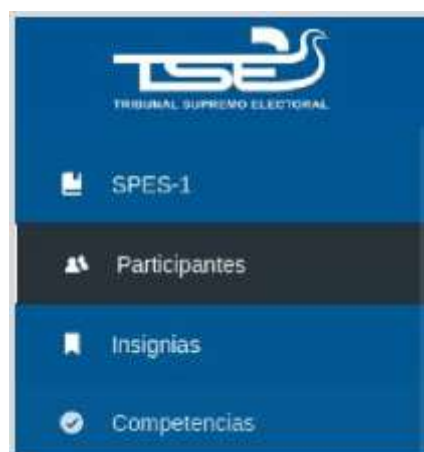 TSE
TRIBUNAL SUPREMO ELECTORAL
SPES-1
Participantes
Insignias
Competencias